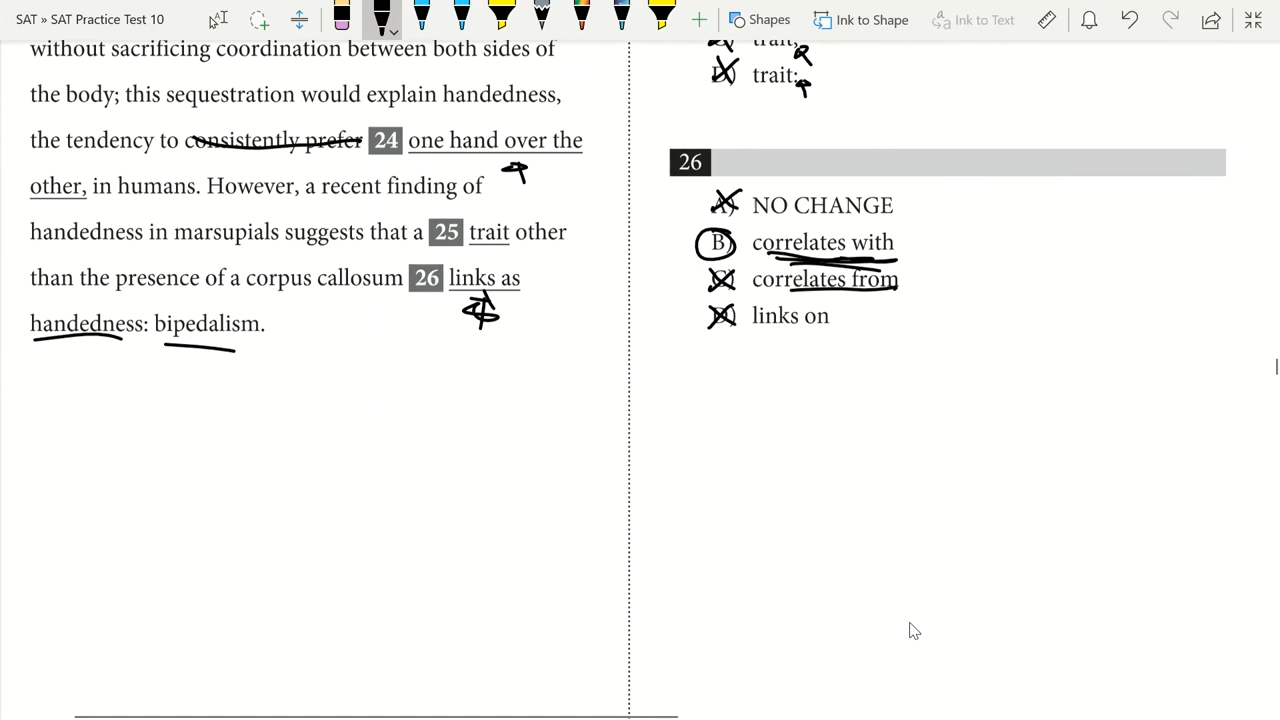 SAT » SAT Practice Test 10
Shapes
Ink to Shape
Ink to Text
without sacrificing coordination between both sides of
the body; this sequestration would explain handedness,
the tendency to consistently prefer 24 one hand over the
other, in humans. However, a recent finding of
handedness in marsupials suggests that a 25 trait other
than the presence of a corpus callosum 26 links as
handedness: bipedalism.
trait,
D) trait:
26
A) NO CHANGE
B) correlates with
C) correlates from
D) links on